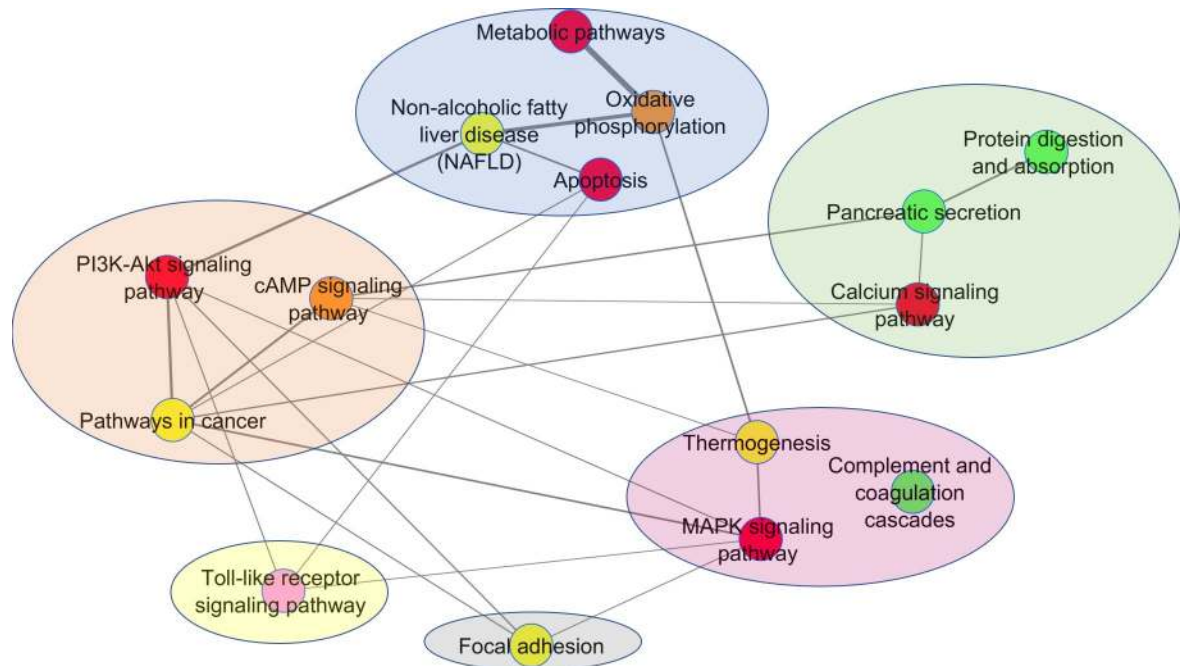 Metabolic pathways
Non-alcoholic fatty
liver disease
(NAFLD)
Oxidative
phosphorylation
Apoptosis
Protein digestion
and absorption
Pancreatic secretion
Calcium signaling
pathway
PI3K-Akt signaling
pathway
cAMP signaling
pathway
Pathways in cancer
Thermogenesis
Complement and
coagulation
cascades
MAPK signaling
pathway
Toll-like receptor
signaling pathway
Focal adhesion